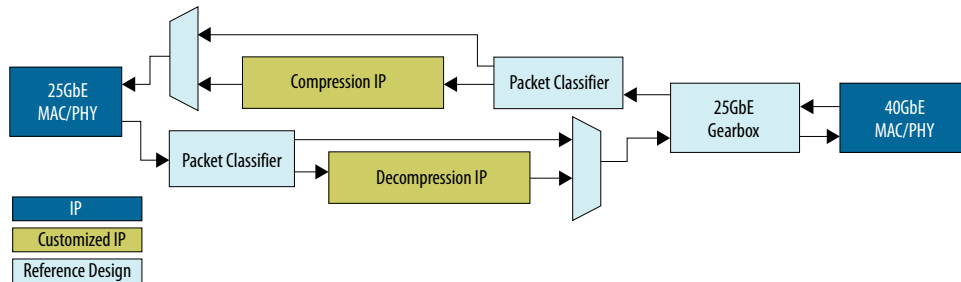 25GbE
MAC/PHY
Compression IP
Packet Classifier
25GbE
Gearbox
40GbE
MAC/PHY
Packet Classifier
Decompression IP
IP
Customized IP
Reference Design